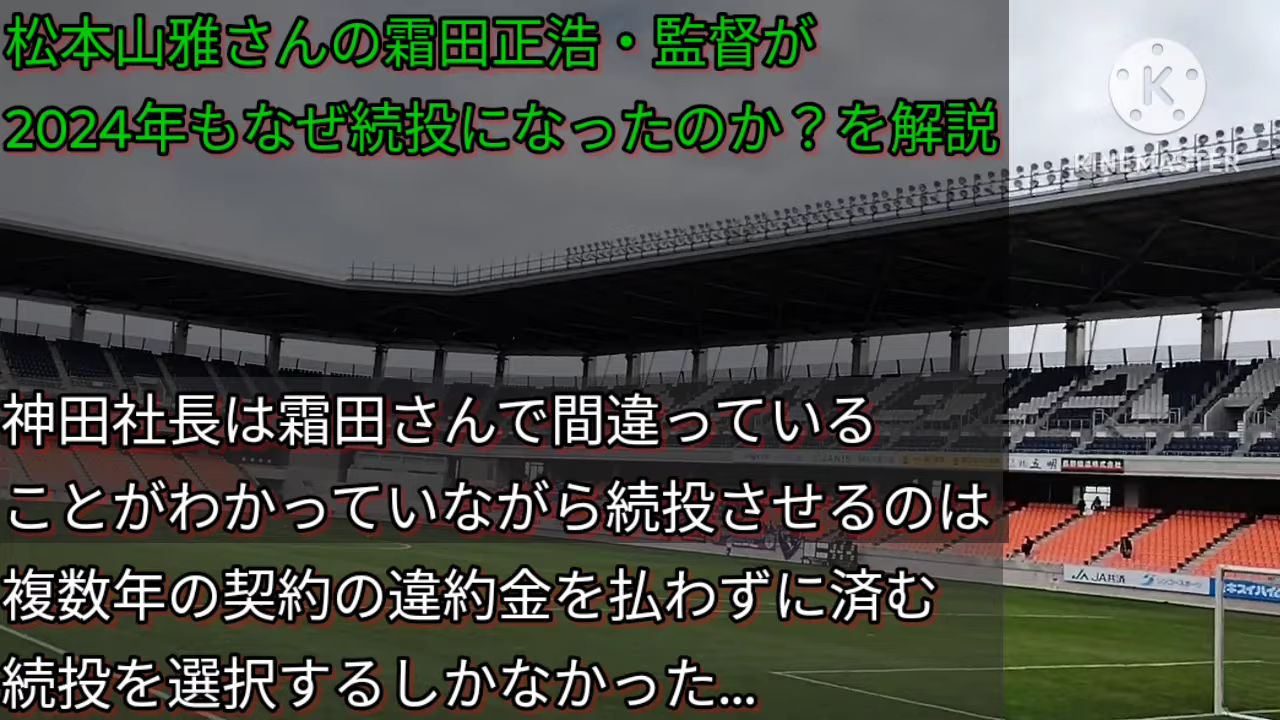 松本山雅さんの霜田正浩・監督が
2024年もなぜ続投になったのか？を解説
K
KINEMASTER
神田社長は霜田さんで間違っている
ことがわかっていながら続投させるのは
複数年の契約の違約金を払わずに済む
続投を選択するしかなかった...
JA共済